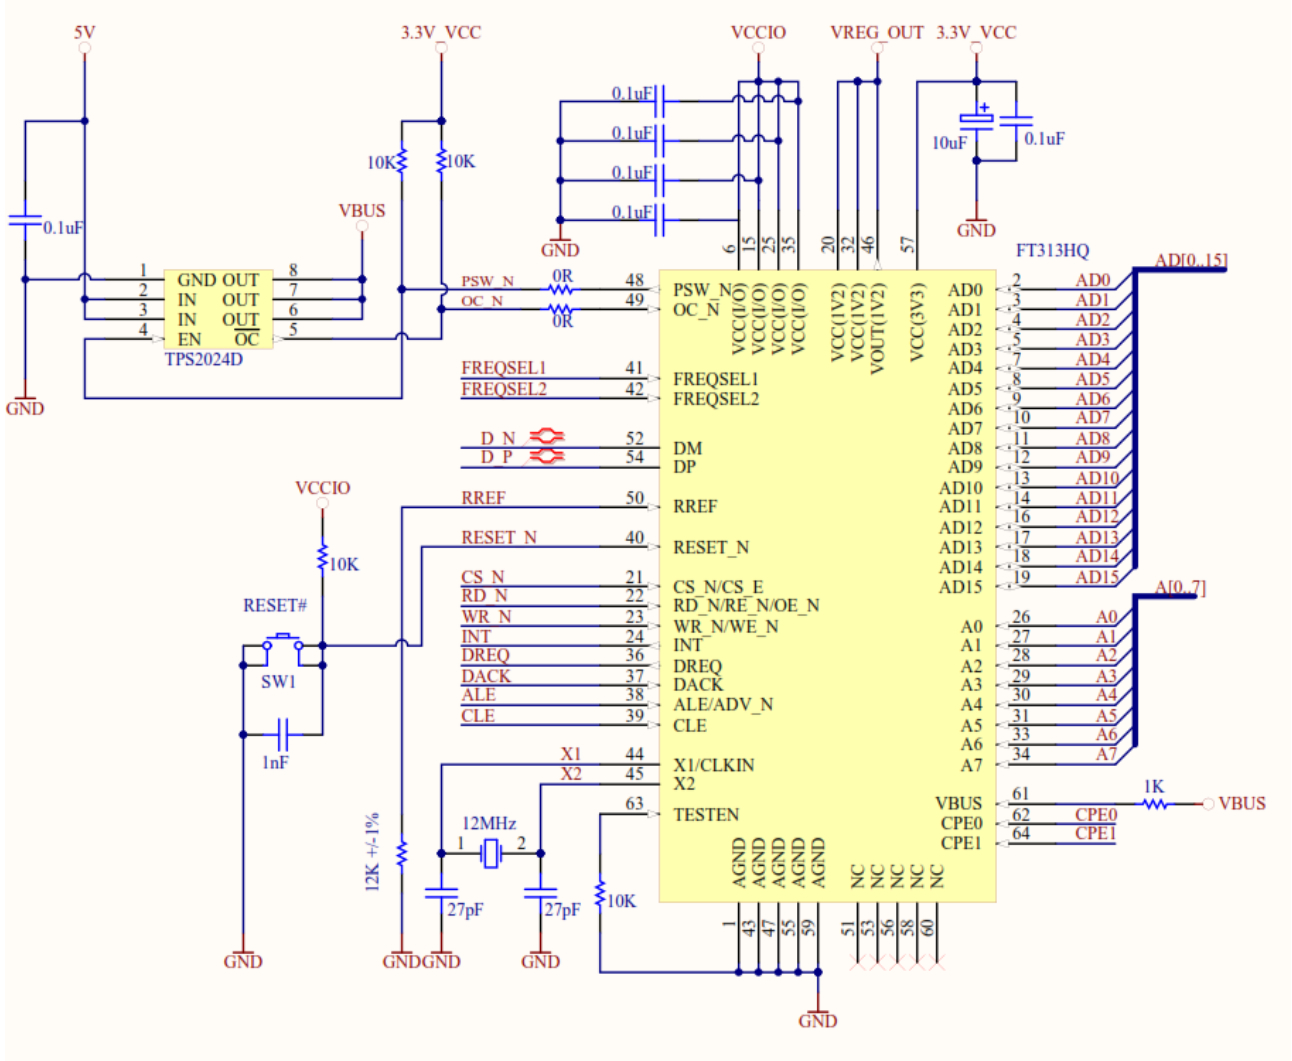 5V
3.3V_VCC
VCCIO
VREG_OUT
3.3V_VCC
0.1uF
0.1uF
0.1uF
0.1uF
GND
10uF
+
0.1uF
GND
10K
10K
VBUS
0.1uF
GND
1 GND OUT 8
2 IN OUT 7
3 IN OUT 6
4 EN OC 5
TPS2024D
6
15
25
35
20
32
46
57
FT313HQ
VCC(I/O)
VCC(I/O)
VCC(I/O)
VCC(I/O)
VCC(1V2)
VCC(1V2)
VOUT(1V2)
VCC(3V3)
PSW_N 0R 48 PSW_N
OC_N 0R 49 OC_N
FREQSEL1 41 FREQSEL1
FREQSEL2 42 FREQSEL2
D_N 52 DM
D_P 54 DP
RREF 50 RREF
RESET_N 40 RESET_N
CS_N 21 CS_N/CS_E
RD_N 22 RD_N/RE_N/OE_N
WR_N 23 WR_N/WE_N
INT 24 INT
DREQ 36 DREQ
DACK 37 DACK
ALE 38 ALE/ADV_N
CLE 39 CLE
X1 44 X1/CLKIN
X2 45 X2
63 TESTEN
AD[0..15]
AD0 2 AD0
AD1 3 AD1
AD2 4 AD2
AD3 5 AD3
AD4 7 AD4
AD5 8 AD5
AD6 9 AD6
AD7 10 AD7
AD8 11 AD8
AD9 12 AD9
AD10 13 AD10
AD11 14 AD11
AD12 16 AD12
AD13 17 AD13
AD14 18 AD14
AD15 19 AD15
A[0..7]
A0 26 A0
A1 27 A1
A2 28 A2
A3 29 A3
A4 30 A4
A5 31 A5
A6 33 A6
A7 34 A7
VBUS 61 1K VBUS
CPE0 62 CPE0
CPE1 64 CPE1
VCCIO
10K
RESET#
SW1
1nF
GND
12K +/-1%
GND
12MHz
1 2
27pF
27pF
GND
GND
10K
AGND
AGND
AGND
AGND
AGND
1
43
47
55
59
NC
NC
NC
NC
NC
51
53
56
58
60
GND